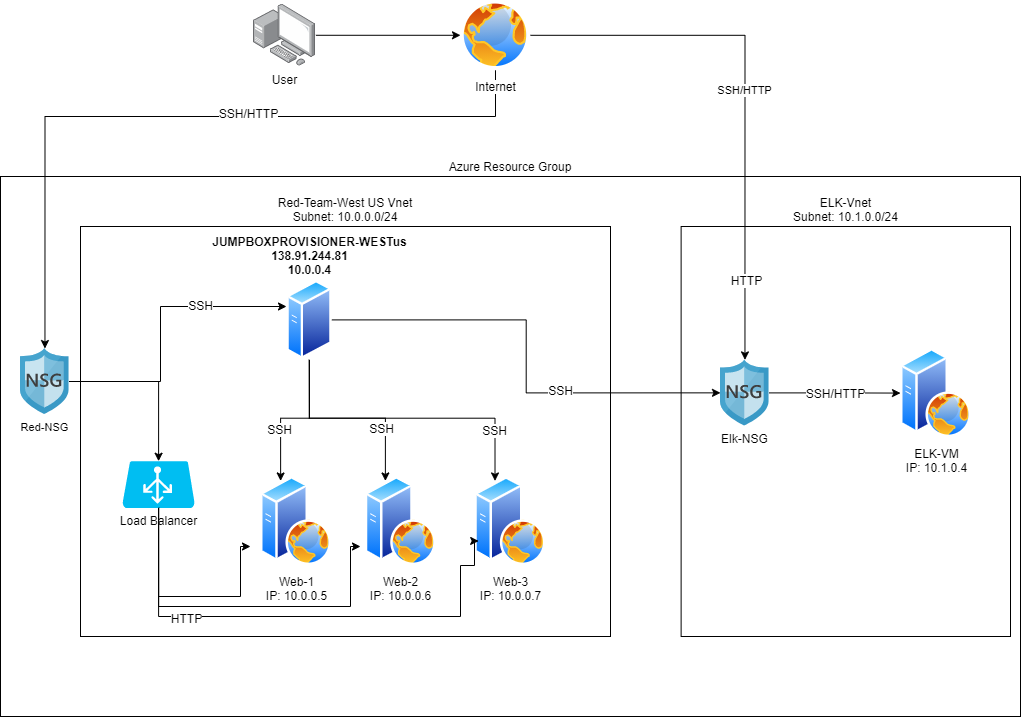 User
Internet
SSH/HTTP
SSH/HTTP
Azure Resource Group
Red-Team-West US Vnet
Subnet: 10.0.0.0/24
ELK-Vnet
Subnet: 10.1.0.0/24
JUMPBOXPROVISIONER-WESTus
138.91.244.81
10.0.0.4
HTTP
SSH
NSG
Red-NSG
SSH
NSG
Elk-NSG
SSH/HTTP
ELK-VM
IP: 10.1.0.4
SSH
SSH
SSH
Load Balancer
Web-1
IP: 10.0.0.5
Web-2
IP: 10.0.0.6
Web-3
IP: 10.0.0.7
HTTP